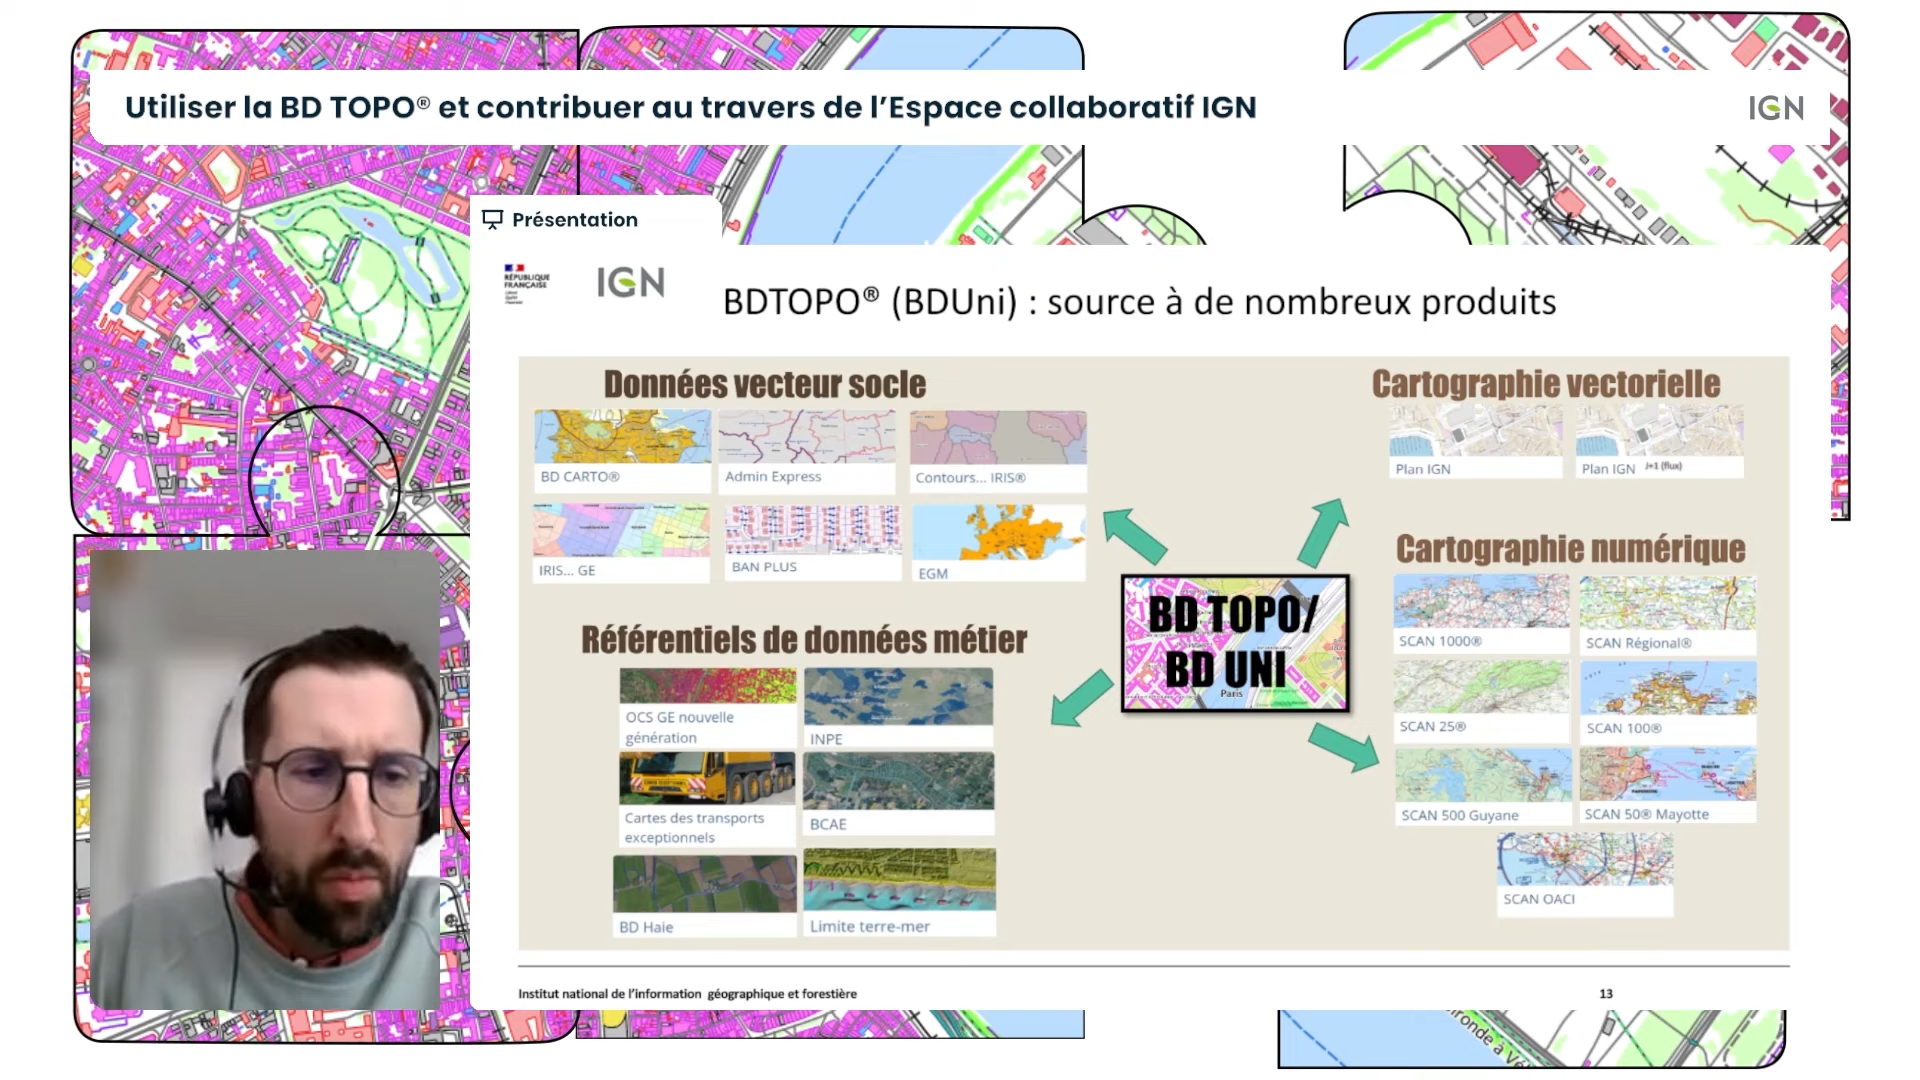 Utiliser la BD TOPO® et contribuer au travers de l'Espace collaboratif IGN
IGN
Présentation
RÉPUBLIQUE
FRANÇAISE
IGN
BDTOPO® (BDUni) : source à de nombreux produits
Données vecteur socle
BD CARTO®
Admin Express
Contours... IRIS®
IRIS... GE
BAN PLUS
EGM
Référentiels de données métier
OCS GE nouvelle
génération
INPE
Cartes des transports
exceptionnels
BCAE
BD Haie
Limite terre-mer
BD TOPO/
BD UNI
Paris
Cartographie vectorielle
Plan IGN
Plan IGN J+1 (flux)
Cartographie numérique
SCAN 1000®
SCAN Régional®
SCAN 25®
SCAN 100®
SCAN 500 Guyane
SCAN 50® Mayotte
SCAN OACI
Institut national de l'information géographique et forestière
13